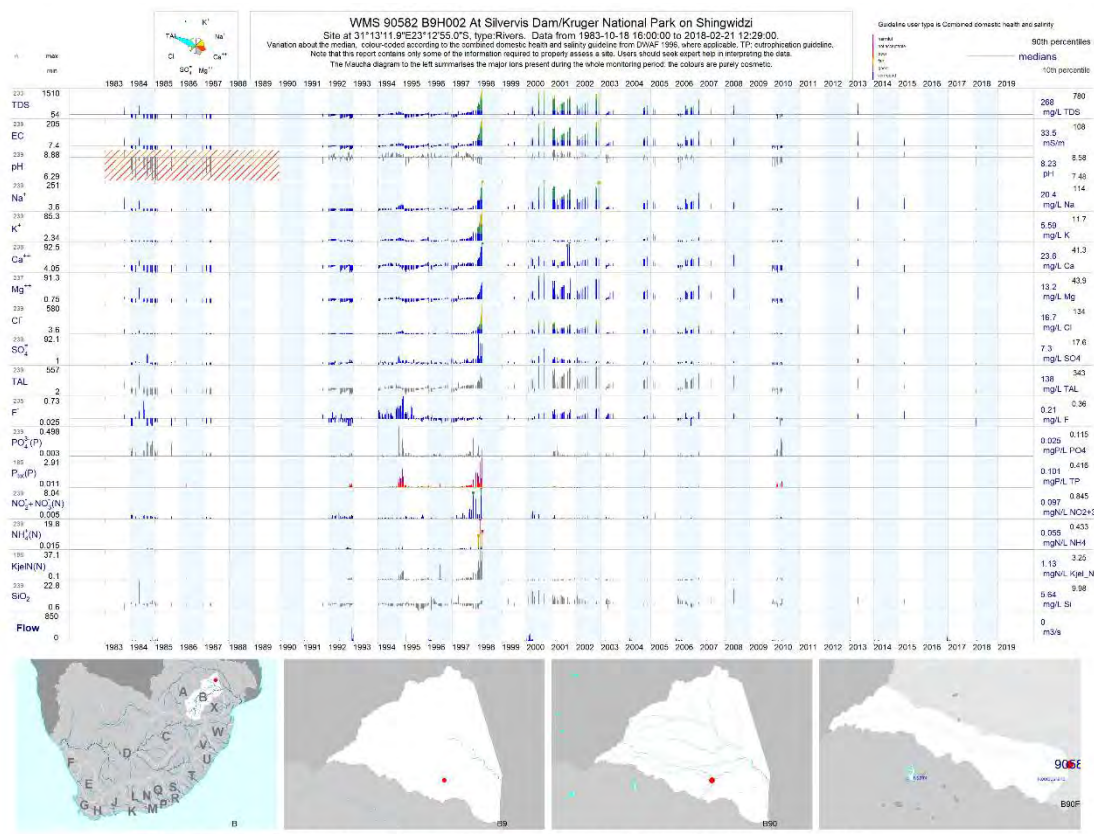 WMS 90582 B9H002 At Silvervis Dam/Kruger National Park on Shingwidzi
Site at 31°13'11.9"E23°12'55.0"S, type:Rivers. Data from 1983-10-18 16:00:00 to 2018-02-21 12:29:00.
Variation about the median, colour-coded according to the combined domestic health and salinity guideline from DWAF 1996, where applicable. TP: eutrophication guideline.
Note that this report contains only some of the information required to properly assess a site. Users should seek expert help in interpreting the data.
The Maucha diagram to the left summarises the major ions present during the whole monitoring period: the colours are purely cosmetic.
K⁺
TAL Na⁺
Cl Ca⁺⁺
SO₄⁼ Mg⁺⁺
Guideline user type is Combined domestic health and salinity
90th percentiles
medians
10th percentile
n max
min
1983 1984 1985 1986 1987 1988 1989 1990 1991 1992 1993 1994 1995 1996 1997 1998 1999 2000 2001 2002 2003 2004 2005 2006 2007 2008 2009 2010 2011 2012 2013 2014 2015 2016 2017 2018 2019
1510 780
TDS 268
54 mg/L TDS
239 205 108
EC 33.5
7.4 mS/m
239 8.88 8.58
pH 8.23
6.29 pH 7.48
251 114
Na⁺ 20.4
3.6 mg/L Na
85.3 11.7
K⁺ 5.59
2.34 mg/L K
92.5 41.3
Ca⁺⁺ 23.8
4.05 mg/L Ca
237 91.3 43.9
Mg⁺⁺ 13.2
0.75 mg/L Mg
239 580 134
Cl⁻ 16.7
3.6 mg/L Cl
92.1 17.6
SO₄⁼ 7.3
1 mg/L SO4
239 557 343
TAL 138
2 mg/L TAL
0.73 0.36
F⁻ 0.21
0.025 mg/L F
239 0.498 0.115
PO₄³⁻(P) 0.025
0.003 mgP/L PO4
2.91 0.416
Ptot(P) 0.101
0.011 mgP/L TP
239 8.04 0.845
NO₂⁻+NO₃⁻(N) 0.097
0.005 mgN/L NO2+3
239 19.8 0.433
NH₄⁺(N) 0.055
0.015 mgN/L NH4
37.1 3.25
KjelN(N) 1.13
0.1 mgN/L Kjel_N
239 22.8 9.98
SiO₂ 5.64
0.6 mg/L Si
850
Flow 0
0 m3/s
1983 1984 1985 1986 1987 1988 1989 1990 1991 1992 1993 1994 1995 1996 1997 1998 1999 2000 2001 2002 2003 2004 2005 2006 2007 2008 2009 2010 2011 2012 2013 2014 2015 2016 2017 2018 2019
A B X W C V U D F T E S Q N L R P M J K H G
B
B9
B90
9058
B90F